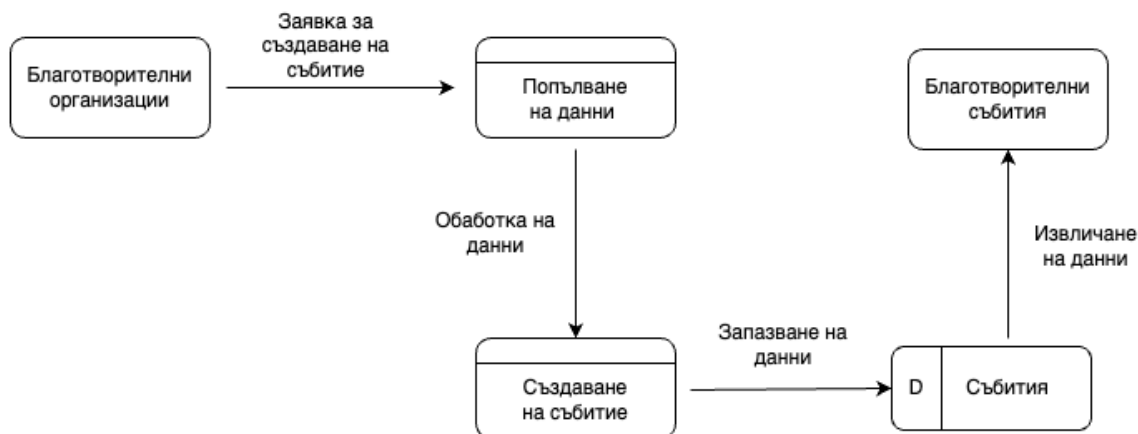 Благотворителни
организации
Заявка за
създаване на
събитие
Попълване
на данни
Обаботка на
данни
Създаване
на събитие
Запазване на
данни
D
Събития
Извличане
на данни
Благотворителни
събития